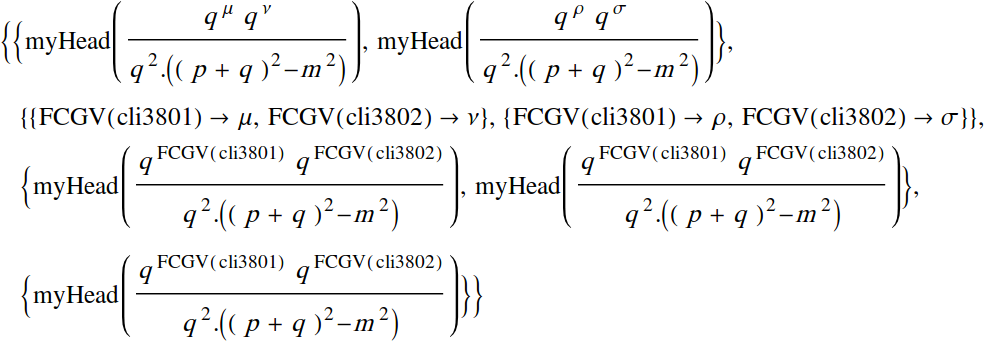 {{myHead(q^μ q^ν / q^2.((p + q)^2−m^2)), myHead(q^ρ q^σ / q^2.((p + q)^2−m^2))},
{{FCGV(cli3801) → μ, FCGV(cli3802) → ν}, {FCGV(cli3801) → ρ, FCGV(cli3802) → σ}},
{myHead(q^FCGV(cli3801) q^FCGV(cli3802) / q^2.((p + q)^2−m^2)), myHead(q^FCGV(cli3801) q^FCGV(cli3802) / q^2.((p + q)^2−m^2))},
{myHead(q^FCGV(cli3801) q^FCGV(cli3802) / q^2.((p + q)^2−m^2))}}